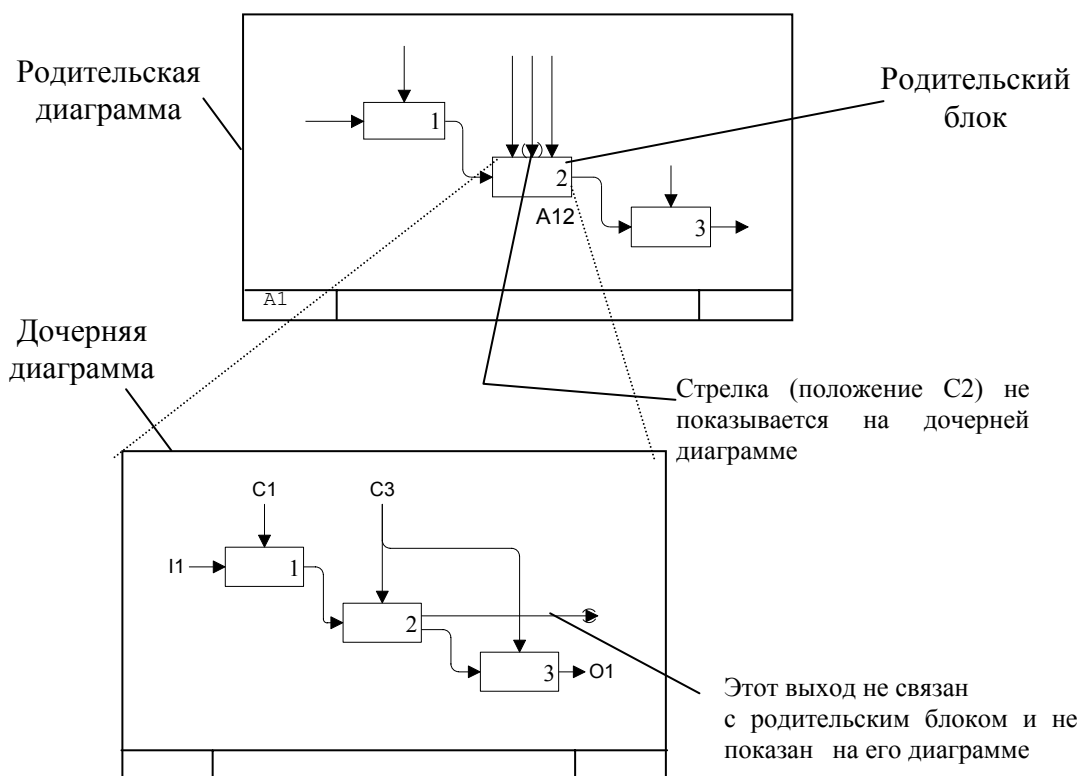 Родительская
диаграмма
Родительский
блок
1
2
A12
3
A1
Дочерняя
диаграмма
Стрелка (положение C2) не
показывается на дочерней
диаграмме
C1
C3
I1
1
2
3
O1
Этот выход не связан
с родительским блоком и не
показан на его диаграмме